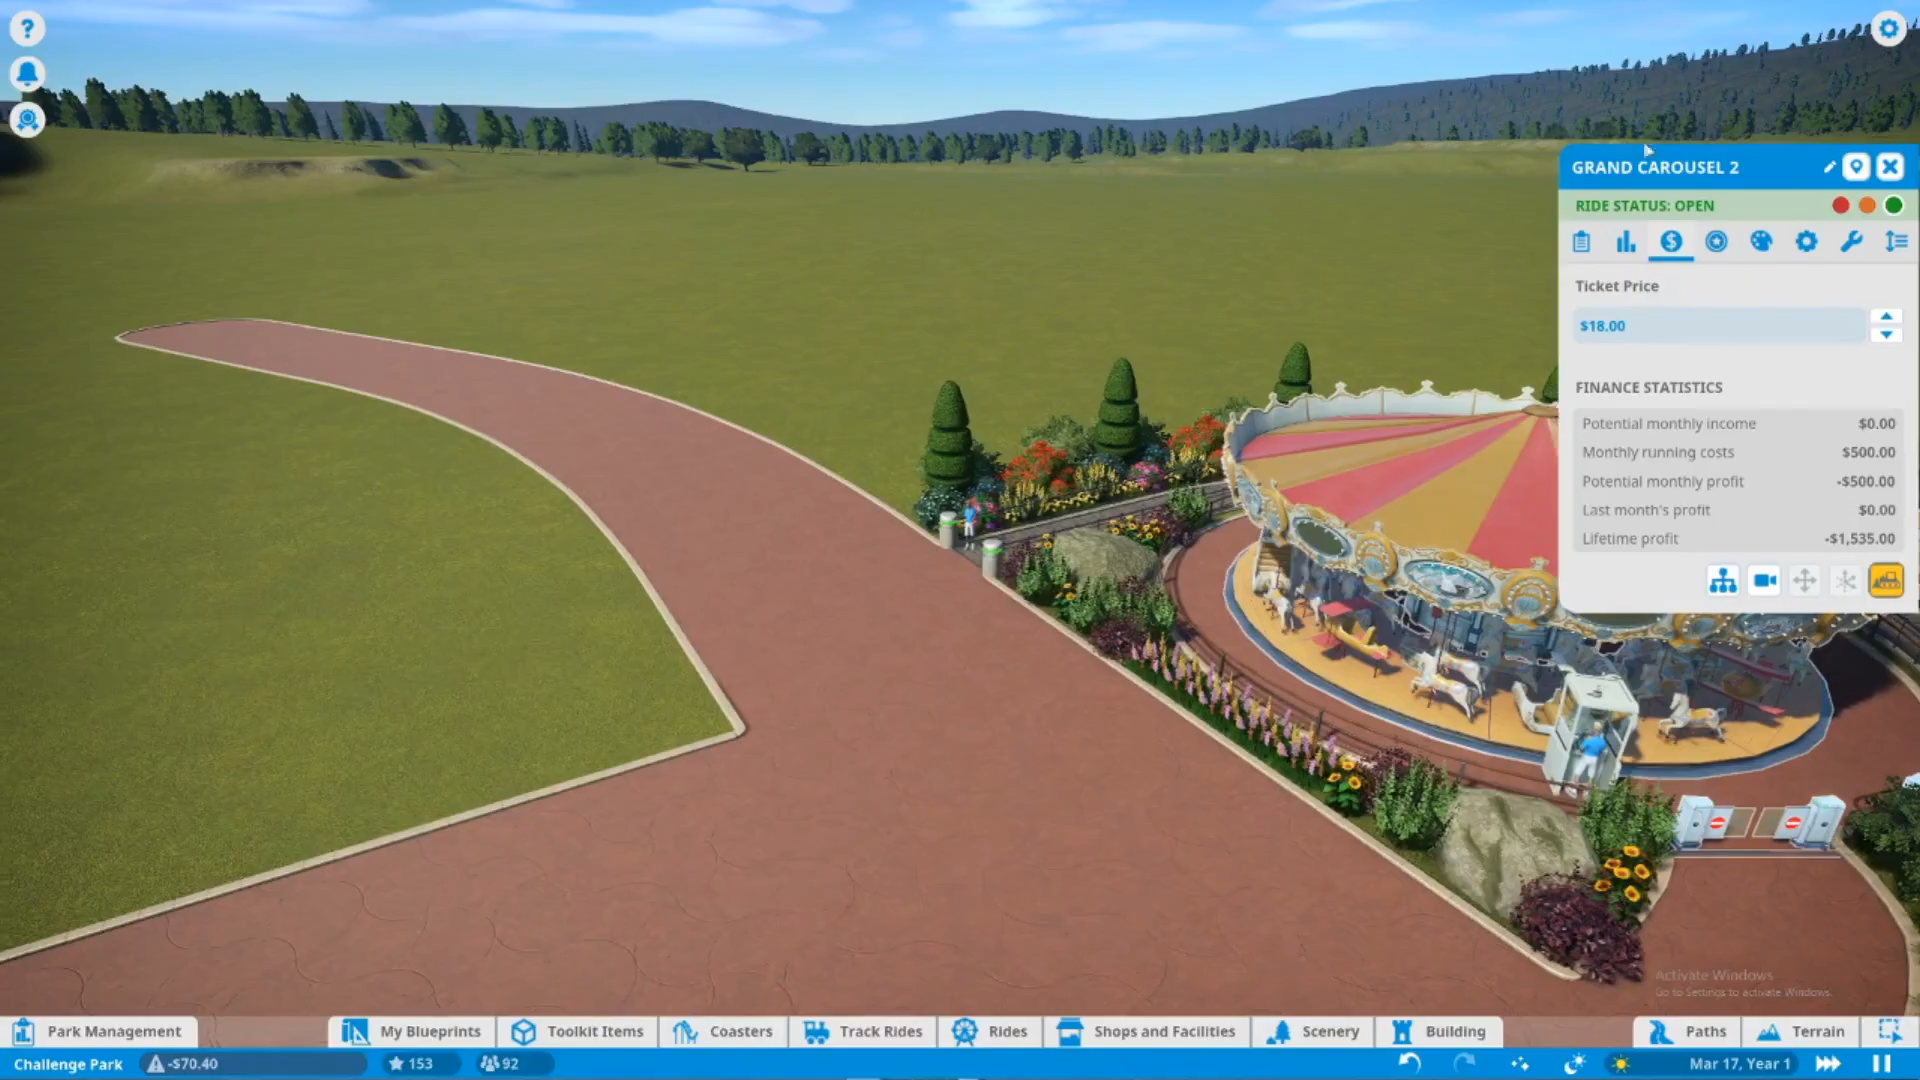 ?
GRAND CAROUSEL 2
RIDE STATUS: OPEN
Ticket Price
$18.00
FINANCE STATISTICS
Potential monthly income $0.00
Monthly running costs $500.00
Potential monthly profit -$500.00
Last month's profit $0.00
Lifetime profit -$1,535.00
Activate Windows
Go to Settings to activate Windows.
Park Management
My Blueprints
Toolkit Items
Coasters
Track Rides
Rides
Shops and Facilities
Scenery
Building
Paths
Terrain
Challenge Park
-$70.40
153
92
Mar 17, Year 1